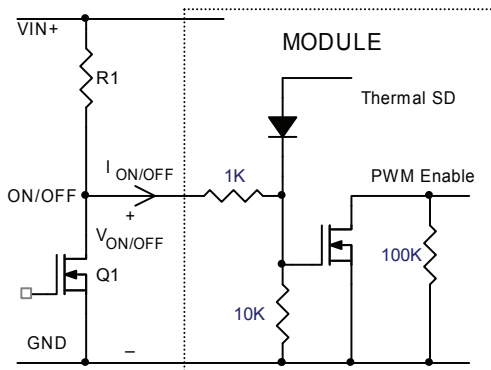 VIN+
MODULE
R1
Thermal SD
I ON/OFF
1K
PWM Enable
ON/OFF
+
V ON/OFF
Q1
100K
10K
GND
–